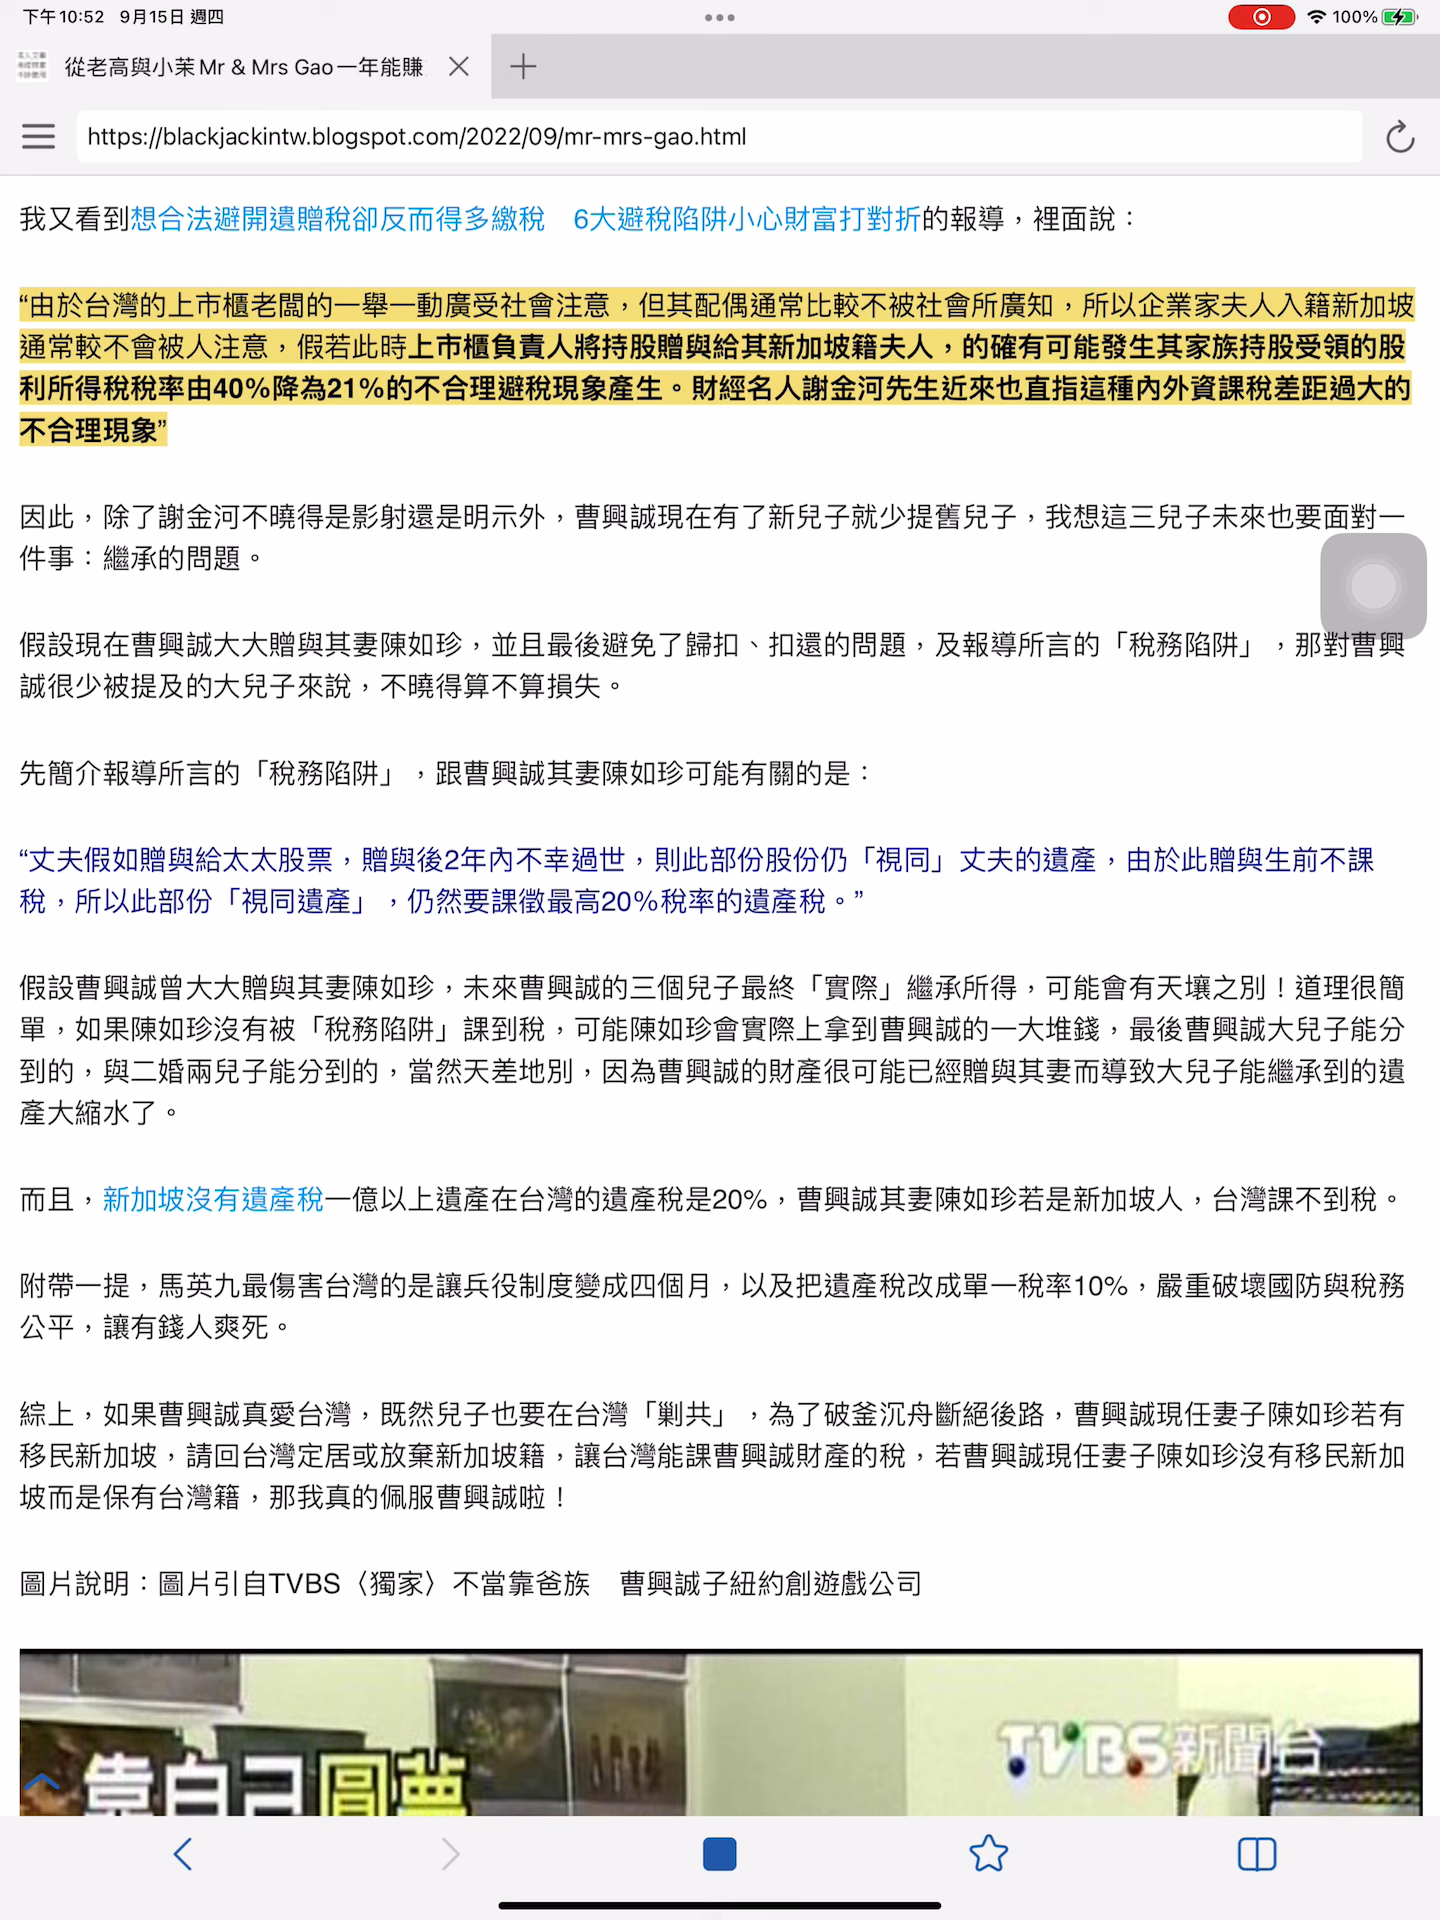 下午10:52 9月15日 週四
100%
從老高與小茉Mr & Mrs Gao一年能賺
https://blackjackintw.blogspot.com/2022/09/mr-mrs-gao.html
我又看到想合法避開遺贈稅卻反而得多繳稅　6大避稅陷阱小心財富打對折的報導，裡面說：
“由於台灣的上市櫃老闆的一舉一動廣受社會注意，但其配偶通常比較不被社會所廣知，所以企業家夫人入籍新加坡
通常較不會被人注意，假若此時上市櫃負責人將持股贈與給其新加坡籍夫人，的確有可能發生其家族持股受領的股
利所得稅稅率由40%降為21%的不合理避稅現象產生。財經名人謝金河先生近來也直指這種內外資課稅差距過大的
不合理現象”
因此，除了謝金河不曉得是影射還是明示外，曹興誠現在有了新兒子就少提舊兒子，我想這三兒子未來也要面對一
件事：繼承的問題。
假設現在曹興誠大大贈與其妻陳如珍，並且最後避免了歸扣、扣還的問題，及報導所言的「稅務陷阱」，那對曹興
誠很少被提及的大兒子來說，不曉得算不算損失。
先簡介報導所言的「稅務陷阱」，跟曹興誠其妻陳如珍可能有關的是：
“丈夫假如贈與給太太股票，贈與後2年內不幸過世，則此部份股份仍「視同」丈夫的遺產，由於此贈與生前不課
稅，所以此部份「視同遺產」，仍然要課徵最高20%稅率的遺產稅。”
假設曹興誠曾大大贈與其妻陳如珍，未來曹興誠的三個兒子最終「實際」繼承所得，可能會有天壤之別！道理很簡
單，如果陳如珍沒有被「稅務陷阱」課到稅，可能陳如珍會實際上拿到曹興誠的一大堆錢，最後曹興誠大兒子能分
到的，與二婚兩兒子能分到的，當然天差地別，因為曹興誠的財產很可能已經贈與其妻而導致大兒子能繼承到的遺
產大縮水了。
而且，新加坡沒有遺產稅一億以上遺產在台灣的遺產稅是20%，曹興誠其妻陳如珍若是新加坡人，台灣課不到稅。
附帶一提，馬英九最傷害台灣的是讓兵役制度變成四個月，以及把遺產稅改成單一稅率10%，嚴重破壞國防與稅務
公平，讓有錢人爽死。
綜上，如果曹興誠真愛台灣，既然兒子也要在台灣「剿共」，為了破釜沉舟斷絕後路，曹興誠現任妻子陳如珍若有
移民新加坡，請回台灣定居或放棄新加坡籍，讓台灣能課曹興誠財產的稅，若曹興誠現任妻子陳如珍沒有移民新加
坡而是保有台灣籍，那我真的佩服曹興誠啦！
圖片說明：圖片引自TVBS〈獨家〉不當靠爸族　曹興誠子紐約創遊戲公司
TVBS新聞台
靠自己圓夢